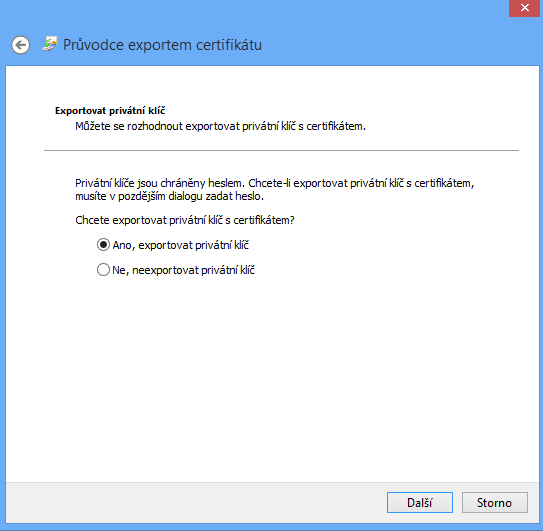 Průvodce exportem certifikátu
Exportovat privátní klíč
Můžete se rozhodnout exportovat privátní klíč s certifikátem.
Privátní klíče jsou chráněny heslem. Chcete-li exportovat privátní klíč s certifikátem,
musíte v pozdějším dialogu zadat heslo.
Chcete exportovat privátní klíč s certifikátem?
Ano, exportovat privátní klíč
Ne, neexportovat privátní klíč
Další
Storno